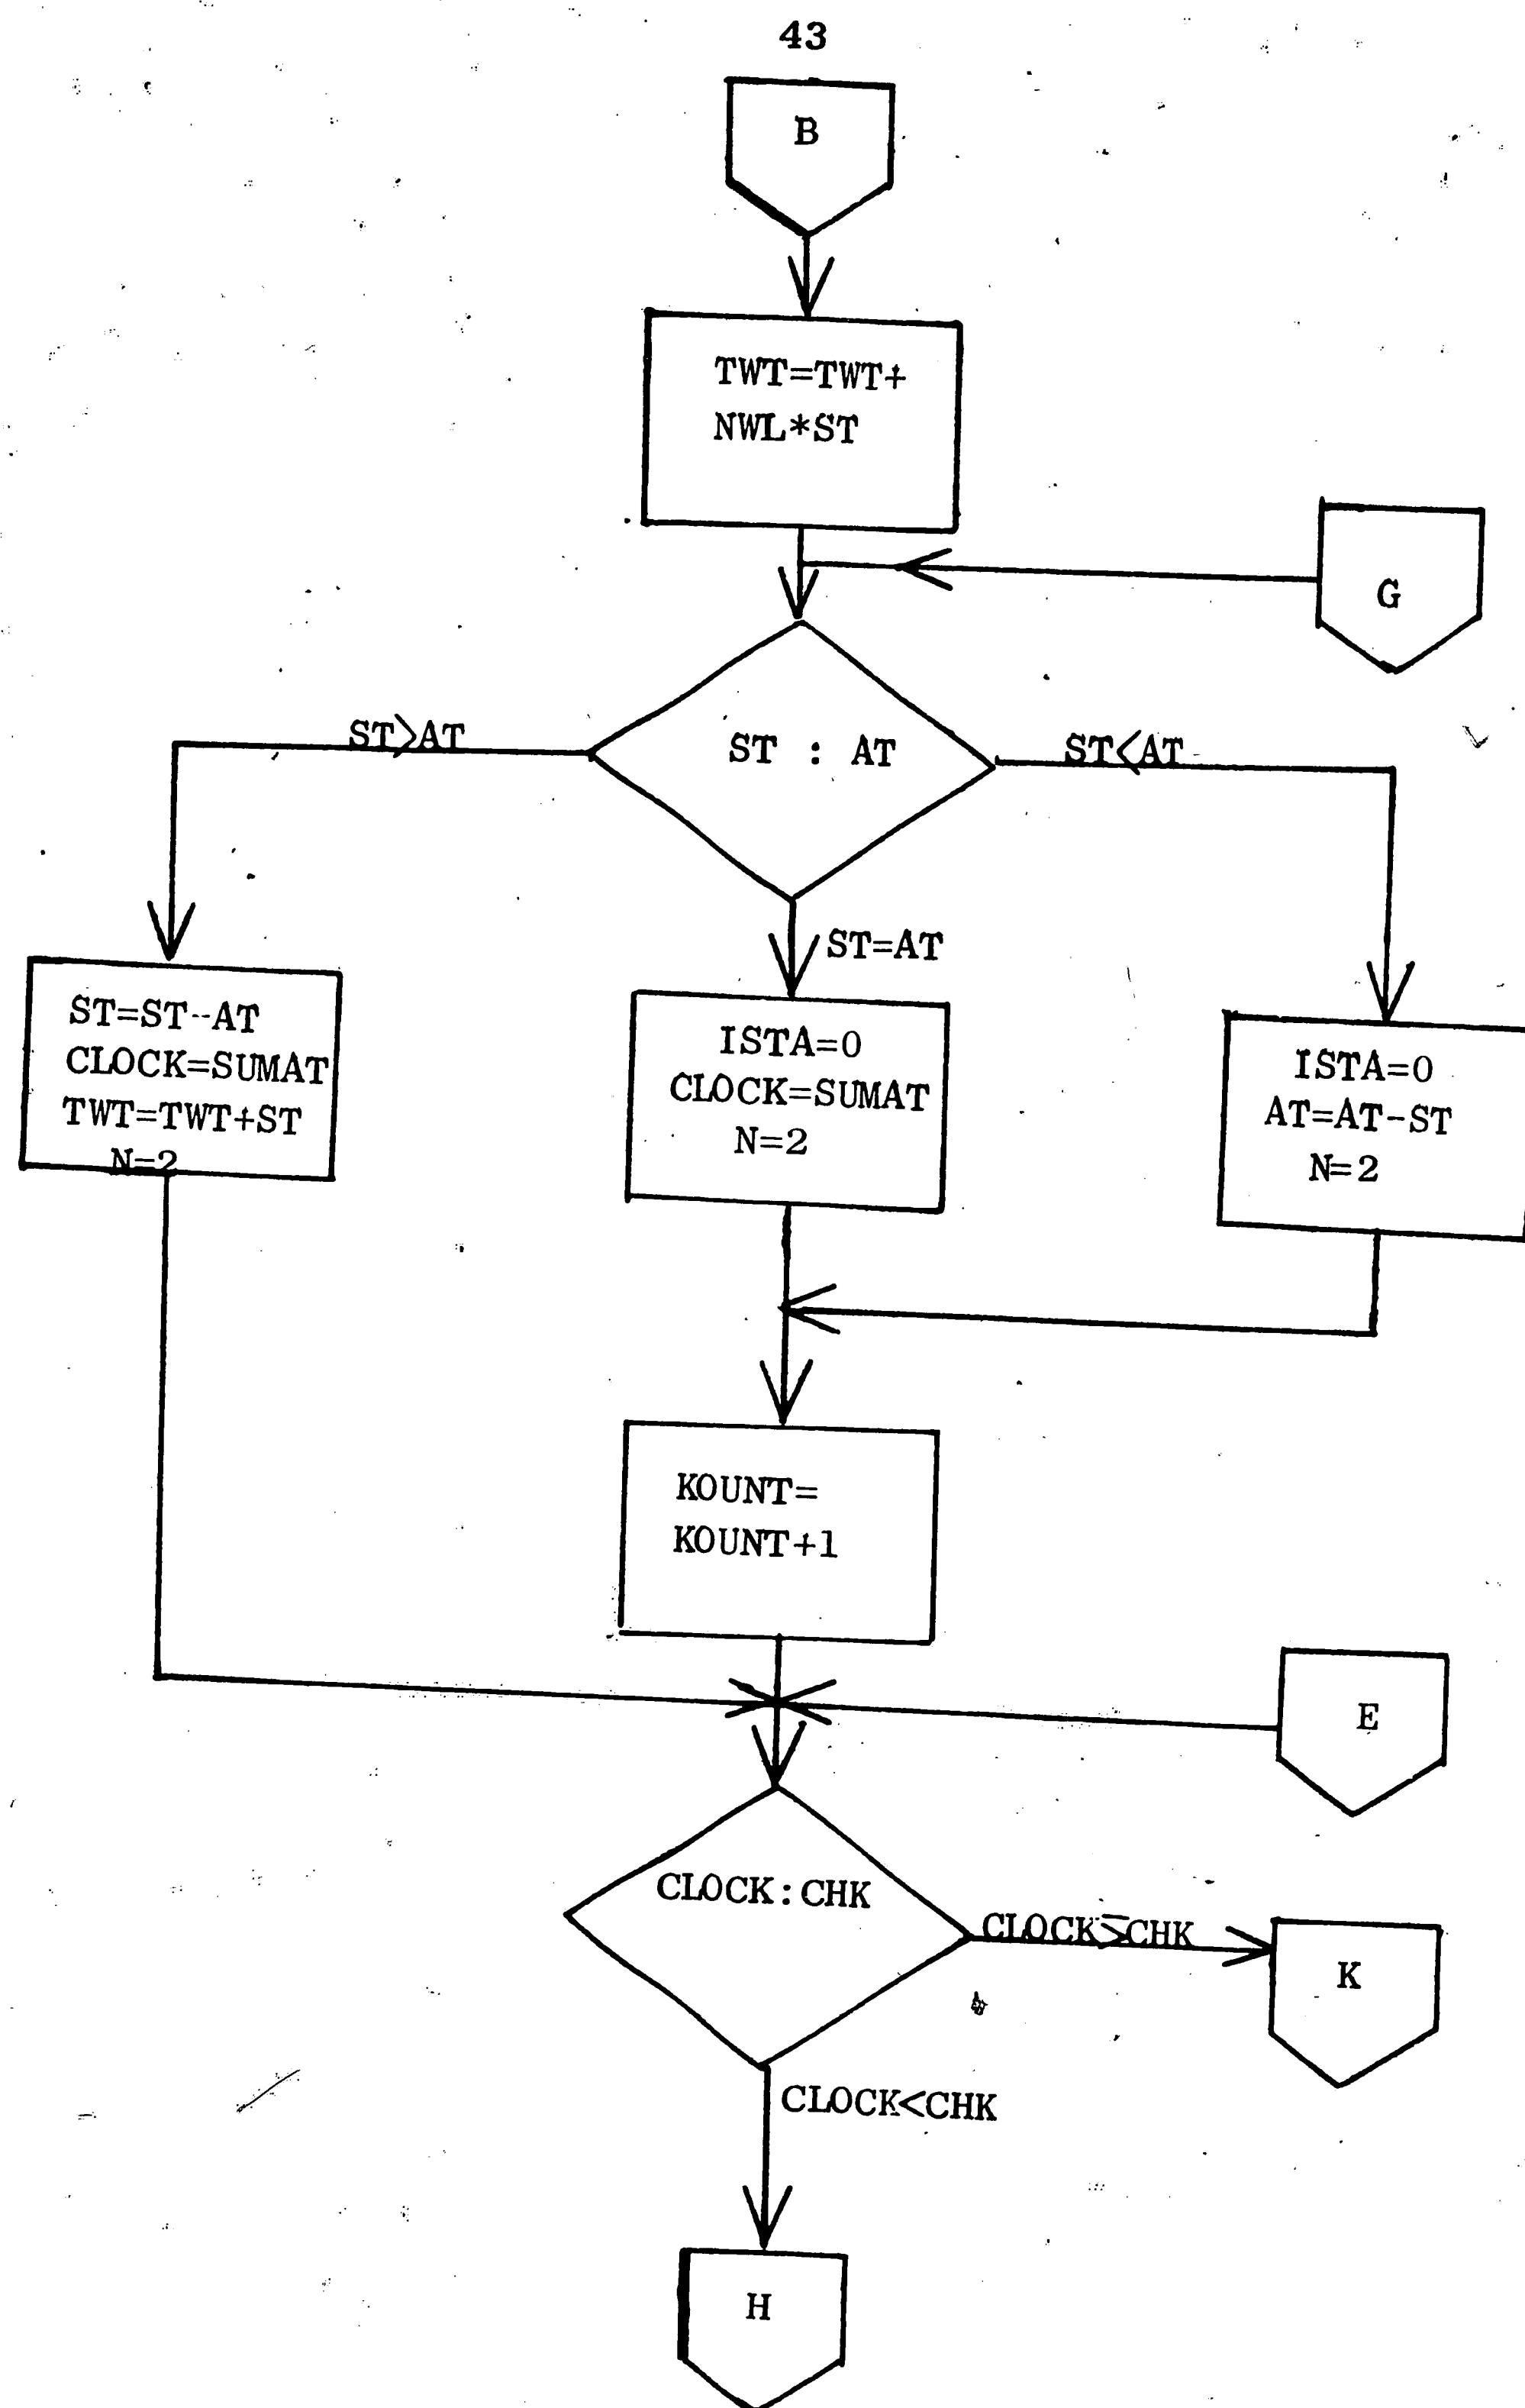 43
B
TWT=TWT+
NWL*ST
G
ST>AT
ST : AT
ST<AT
ST=AT
ST=ST-AT
CLOCK=SUMAT
TWT=TWT+ST
N=2
ISTA=0
CLOCK=SUMAT
N=2
ISTA=0
AT=AT-ST
N=2
KOUNT=
KOUNT+1
E
CLOCK:CHK
CLOCK≥CHK
K
CLOCK<CHK
H